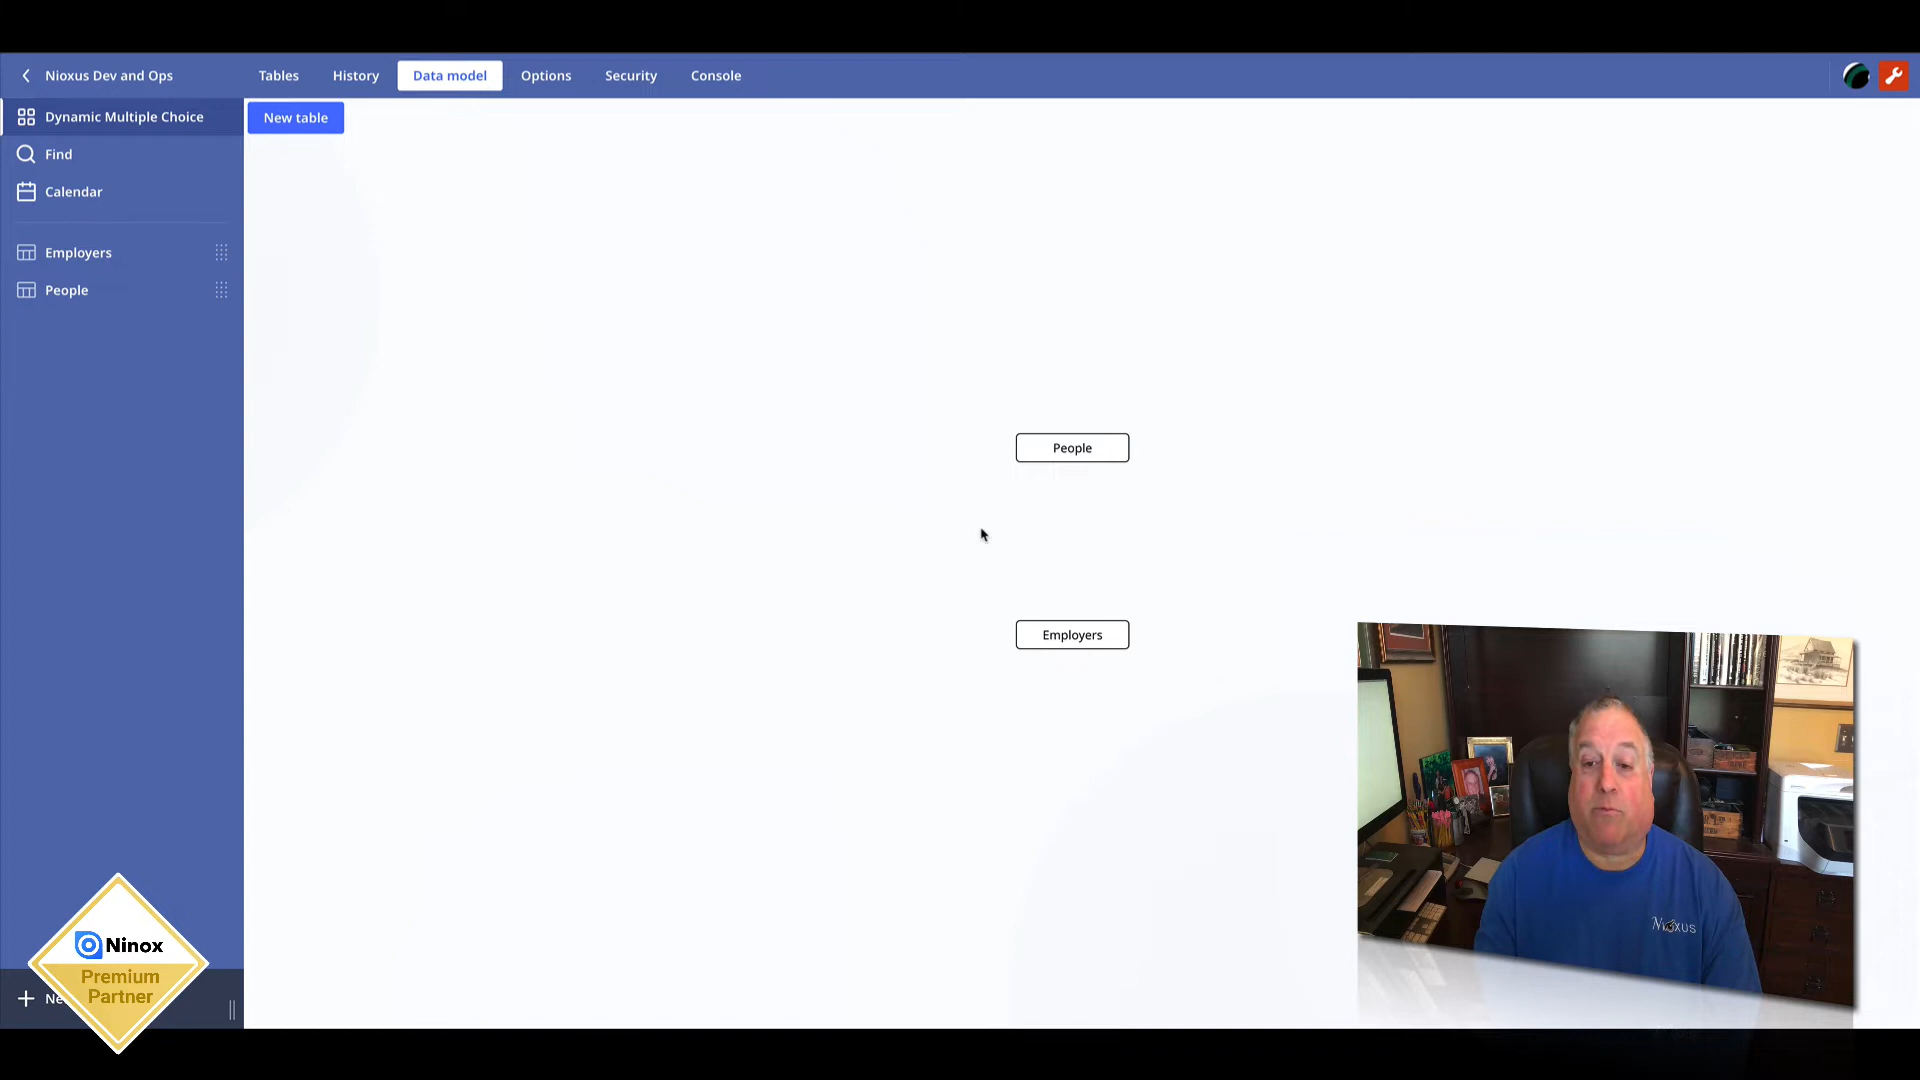 Nioxus Dev and Ops
Tables
History
Data model
Options
Security
Console
Dynamic Multiple Choice
New table
Find
Calendar
Employers
People
People
Employers
Ninox
Premium
Partner
Nioxus